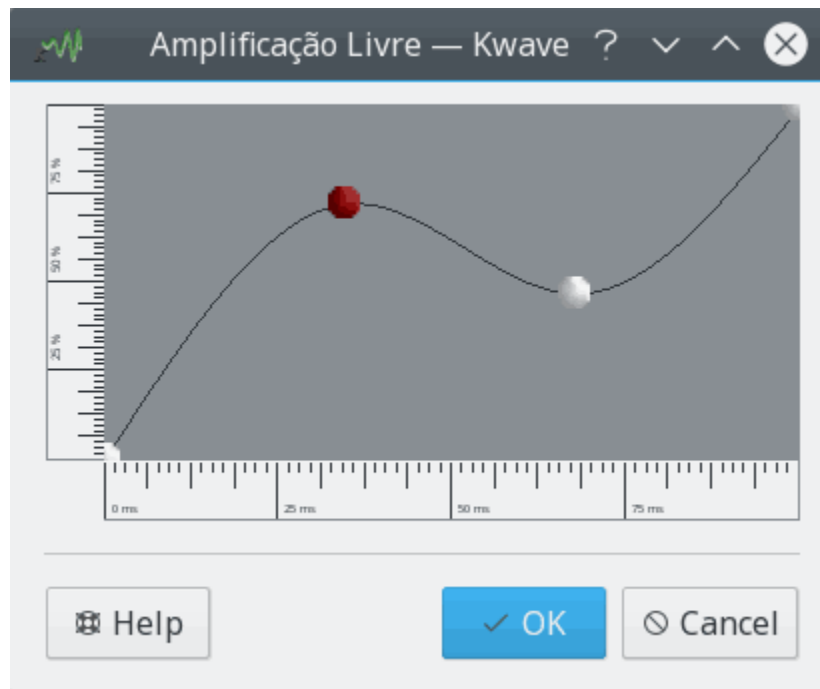 Amplificação Livre — Kwave
75 %
50 %
25 %
0 ms 25 ms 50 ms 75 ms
Help OK Cancel